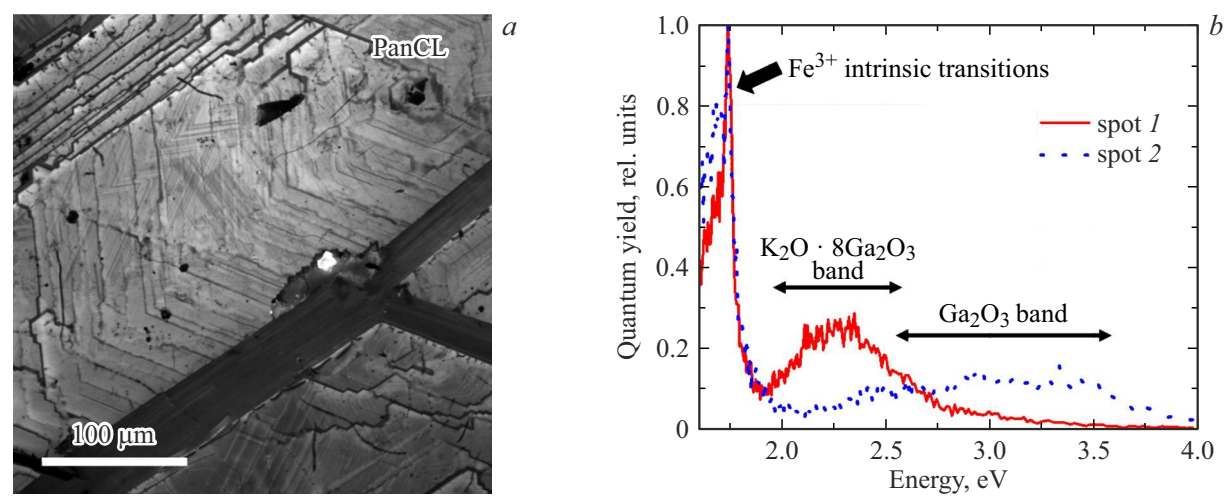 a
PanCL
100 μm
b
Quantum yield, rel. units
1.0
0.8
0.6
0.4
0.2
0
Fe³⁺ intrinsic transitions
spot 1
spot 2
K₂O · 8Ga₂O₃
band
Ga₂O₃ band
2.0 2.5 3.0 3.5 4.0
Energy, eV